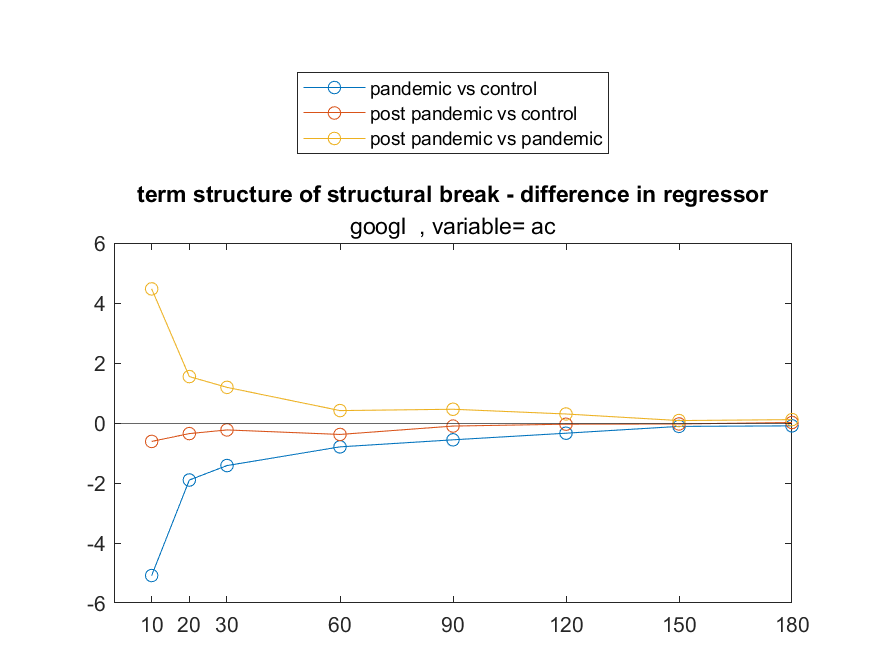 pandemic vs control
post pandemic vs control
post pandemic vs pandemic
term structure of structural break - difference in regressor
googl  , variable= ac
6
4
2
0
-2
-4
-6
10 20 30 60 90 120 150 180